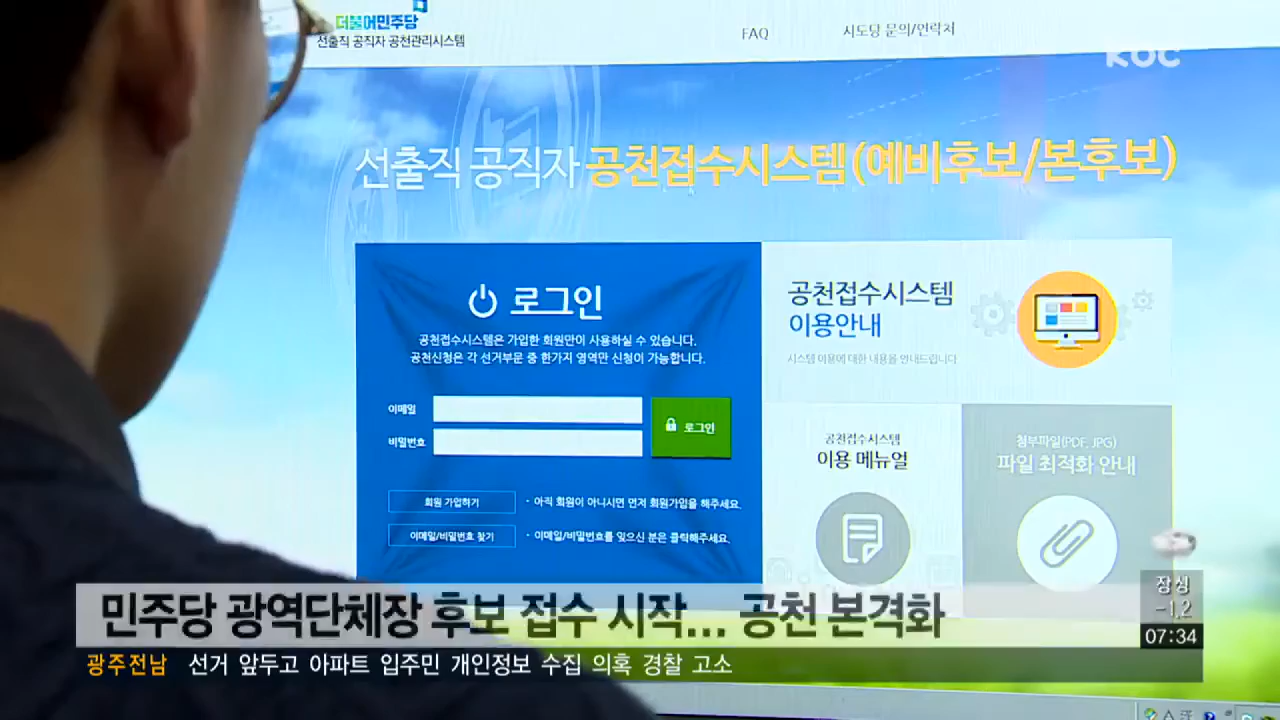 더불어민주당
선출직 공직자 공천관리시스템
FAQ
시도당 문의/연락처
kbc
선출직 공직자 공천접수시스템(예비후보/본후보)
로그인
공천접수시스템은 가입한 회원만이 사용하실 수 있습니다.
공천신청은 각 선거부문 중 한가지 영역만 신청이 가능합니다.
이메일
비밀번호
로그인
회원 가입하기
· 아직 회원이 아니시면 먼저 회원가입을 해주세요.
이메일/비밀번호 찾기
· 이메일/비밀번호를 잊으신 분은 클릭해주세요.
공천접수시스템
이용안내
시스템 이용에 대한 내용을 안내드립니다
공천접수시스템
이용 메뉴얼
첨부파일(PDF, JPG)
파일 최적화 안내
민주당 광역단체장 후보 접수 시작... 공천 본격화
장성
-1.2
07:34
광주전남 선거 앞두고 아파트 입주민 개인정보 수집 의혹 경찰 고소